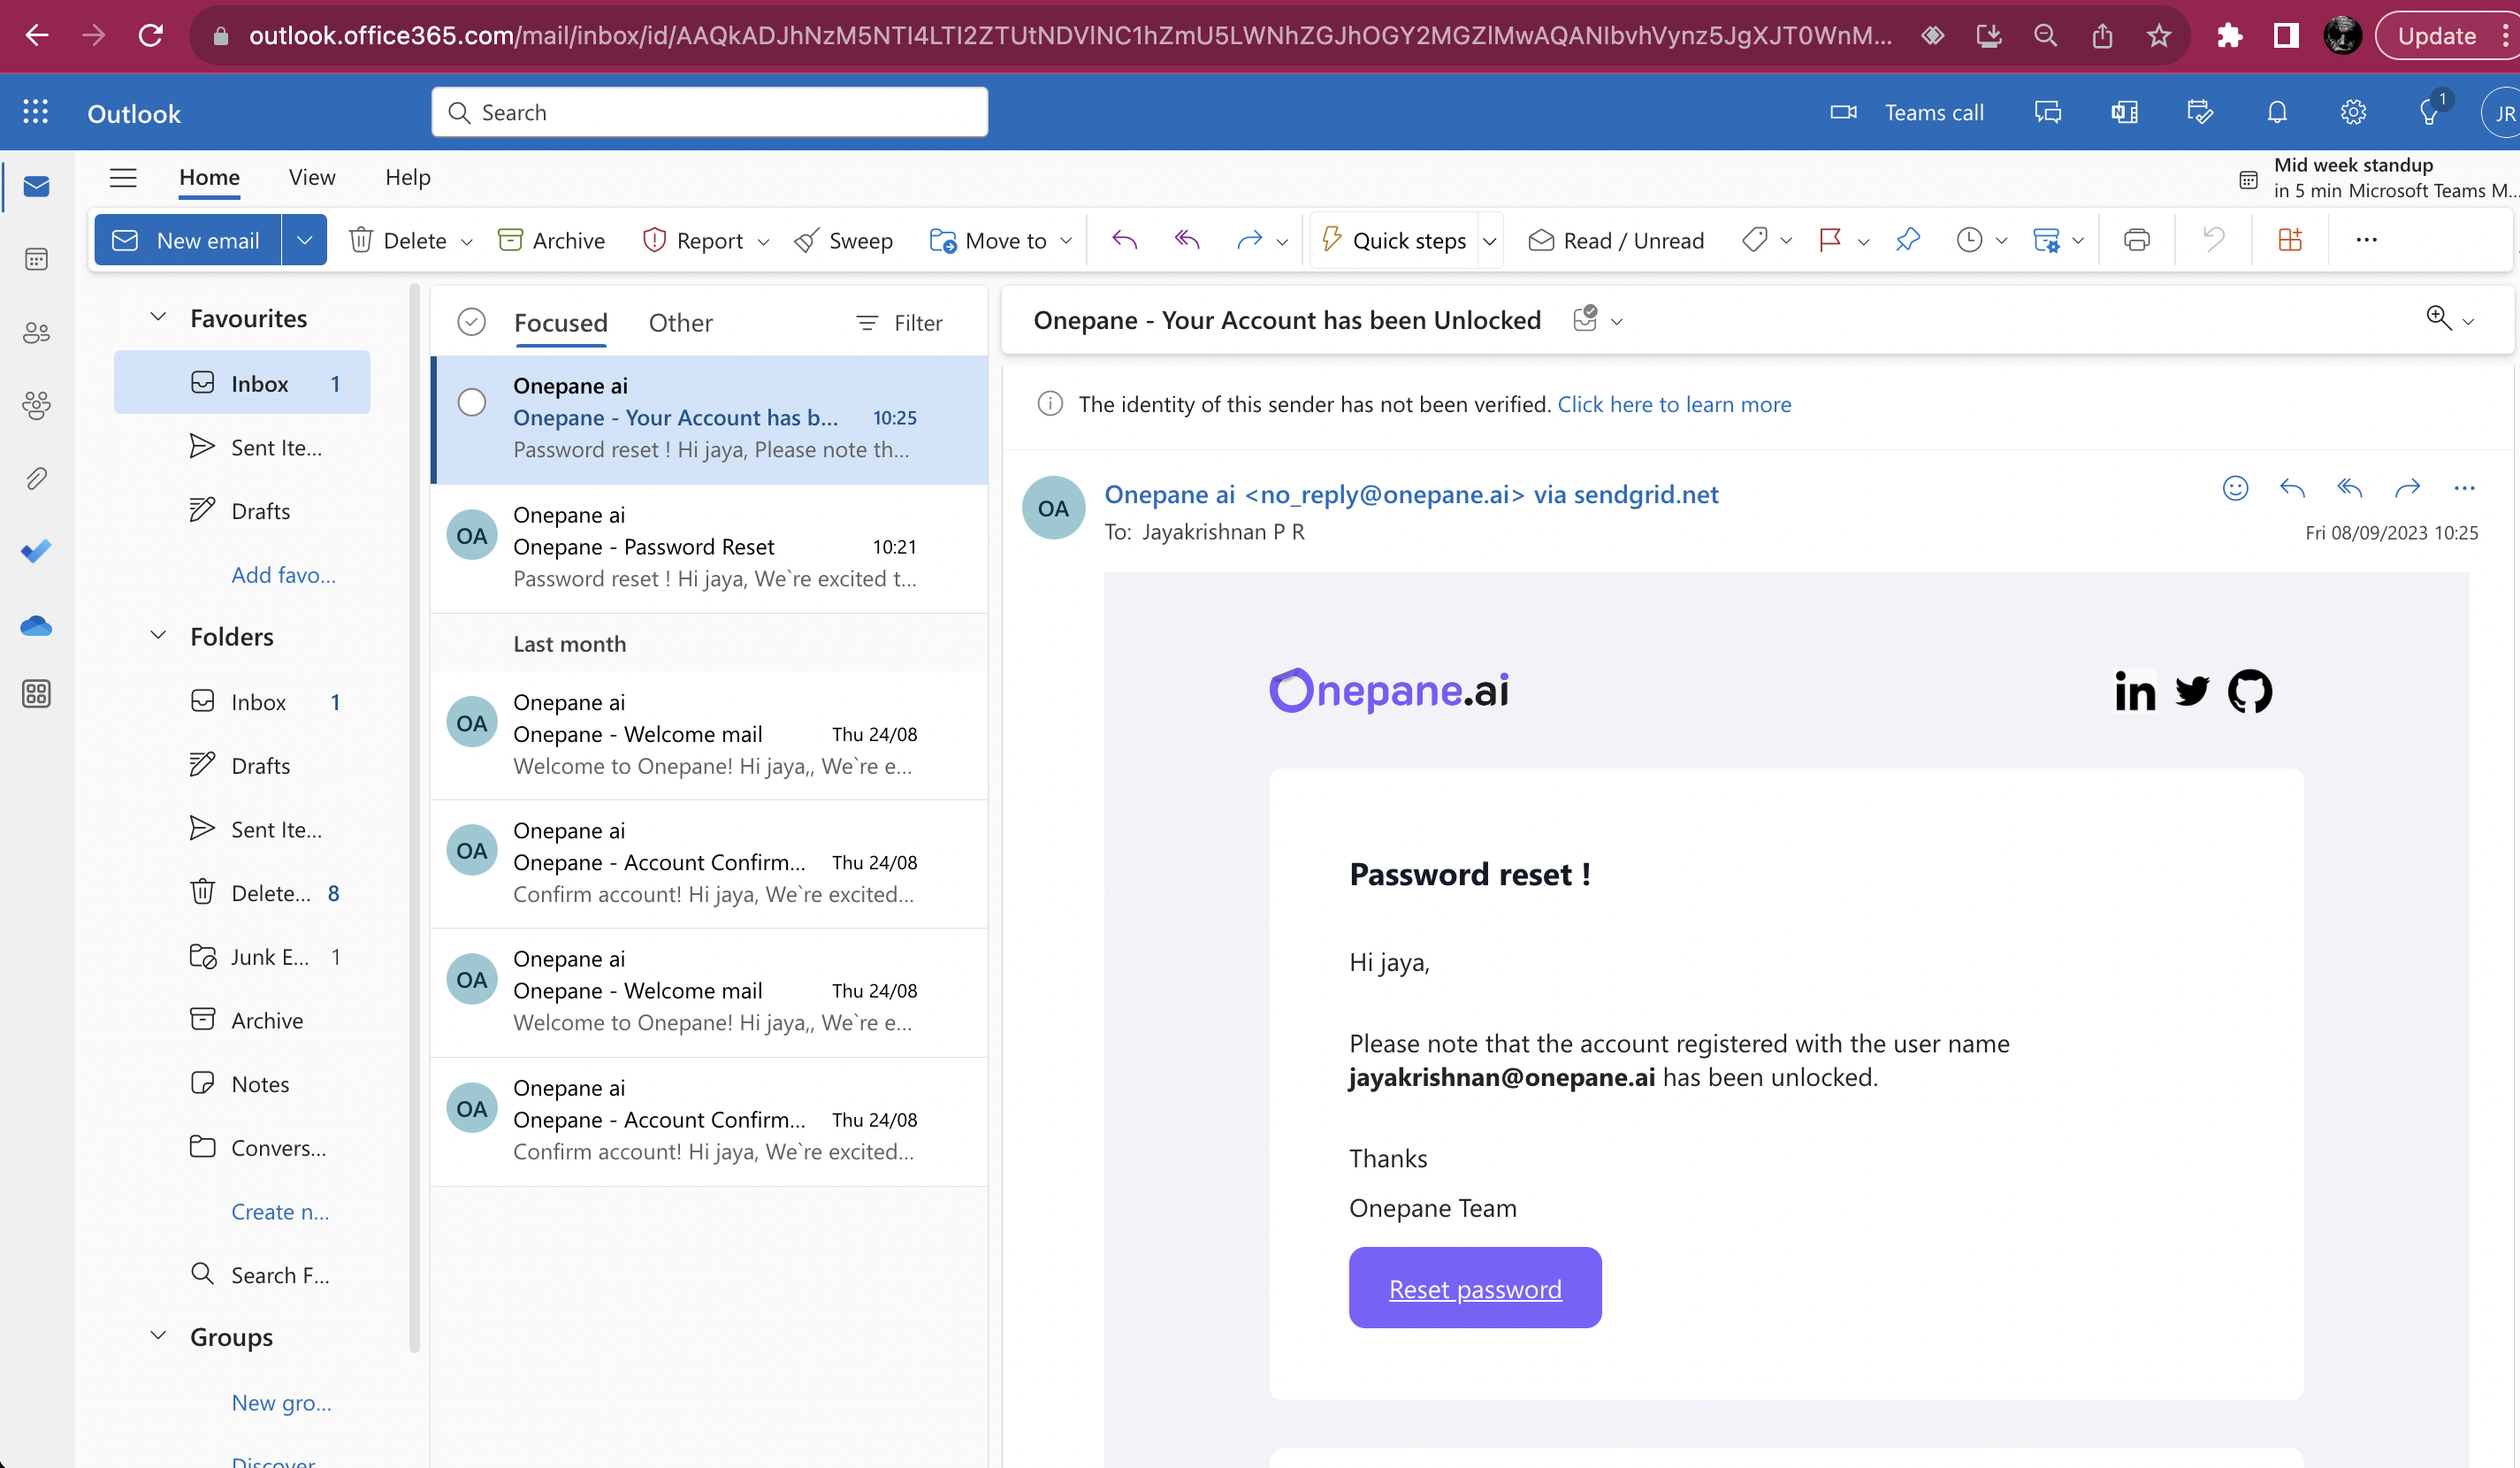 outlook.office365.com/mail/inbox/id/AAQkADJhNzM5NTI4LTI2ZTUtNDVlNC1hZmU5LWNhZGJhOGY2MGZlMwAQANIbvhVynz5JgXJT0WnM...
Update
Outlook
Search
Teams call
1
JR
Home
View
Help
Mid week standup
in 5 min Microsoft Teams M...
New email
Delete
Archive
Report
Sweep
Move to
Quick steps
Read / Unread
Favourites
Inbox 1
Sent Ite...
Drafts
Add favo...
Folders
Inbox 1
Drafts
Sent Ite...
Delete... 8
Junk E... 1
Archive
Notes
Convers...
Create n...
Search F...
Groups
New gro...
Discover
Focused
Other
Filter
Onepane ai
Onepane - Your Account has b... 10:25
Password reset ! Hi jaya, Please note th...
OA
Onepane ai
Onepane - Password Reset 10:21
Password reset ! Hi jaya, We`re excited t...
Last month
OA
Onepane ai
Onepane - Welcome mail Thu 24/08
Welcome to Onepane! Hi jaya,, We`re e...
OA
Onepane ai
Onepane - Account Confirm... Thu 24/08
Confirm account! Hi jaya, We`re excited...
OA
Onepane ai
Onepane - Welcome mail Thu 24/08
Welcome to Onepane! Hi jaya,, We`re e...
OA
Onepane ai
Onepane - Account Confirm... Thu 24/08
Confirm account! Hi jaya, We`re excited...
Onepane - Your Account has been Unlocked
The identity of this sender has not been verified. Click here to learn more
OA
Onepane ai <no_reply@onepane.ai> via sendgrid.net
To: Jayakrishnan P R
Fri 08/09/2023 10:25
Onepane.ai
in
Password reset !
Hi jaya,
Please note that the account registered with the user name
jayakrishnan@onepane.ai has been unlocked.
Thanks
Onepane Team
Reset password